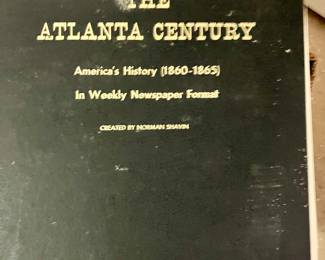 THE
ATLANTA CENTURY
America's History (1860-1865)
In Weekly Newspaper Format
CREATED BY NORMAN SHAVIN